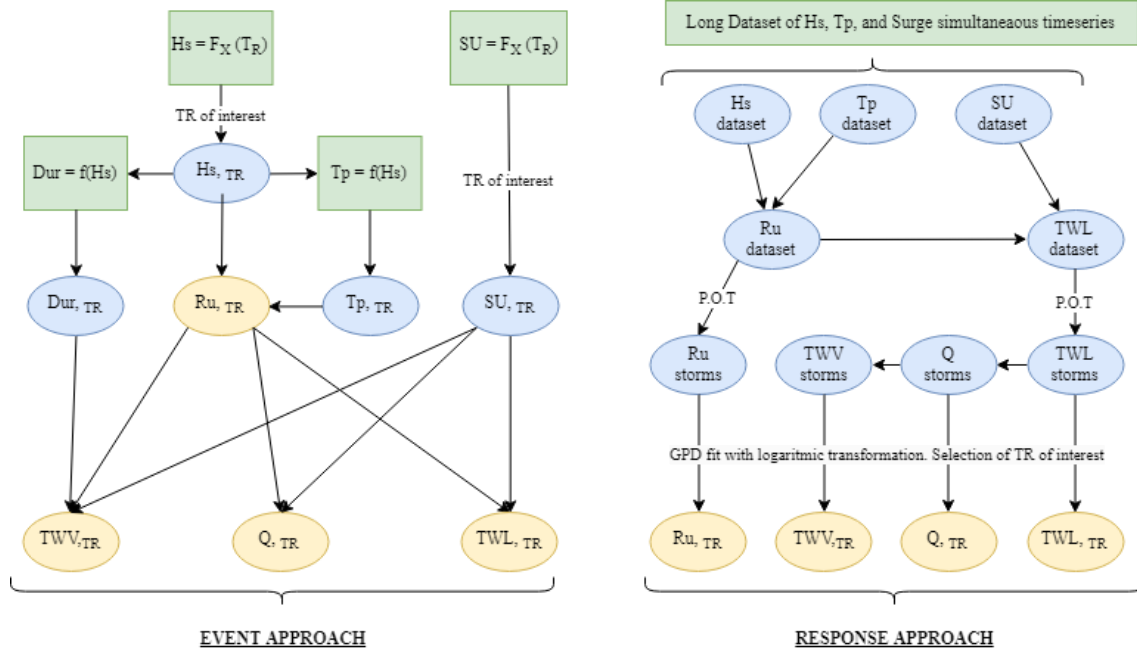 Hs = F_X (T_R)
SU = F_X (T_R)
TR of interest
Dur = f(Hs)
Hs, TR
Tp = f(Hs)
TR of interest
Dur, TR
Ru, TR
Tp, TR
SU, TR
TWV,TR
Q, TR
TWL, TR
EVENT APPROACH
Long Dataset of Hs, Tp, and Surge simultaneaous timeseries
Hs
dataset
Tp
dataset
SU
dataset
Ru
dataset
TWL
dataset
P.O.T
P.O.T
Ru
storms
TWV
storms
Q
storms
TWL
storms
GPD fit with logaritmic transformation. Selection of TR of interest
Ru, TR
TWV,TR
Q, TR
TWL, TR
RESPONSE APPROACH